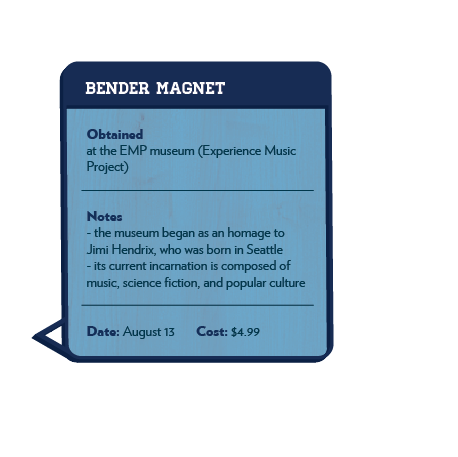 BENDER MAGNET
Obtained
at the EMP museum (Experience Music
Project)
Notes
- the museum began as an homage to
Jimi Hendrix, who was born in Seattle
- its current incarnation is composed of
music, science fiction, and popular culture
Date: August 13 Cost: $4.99